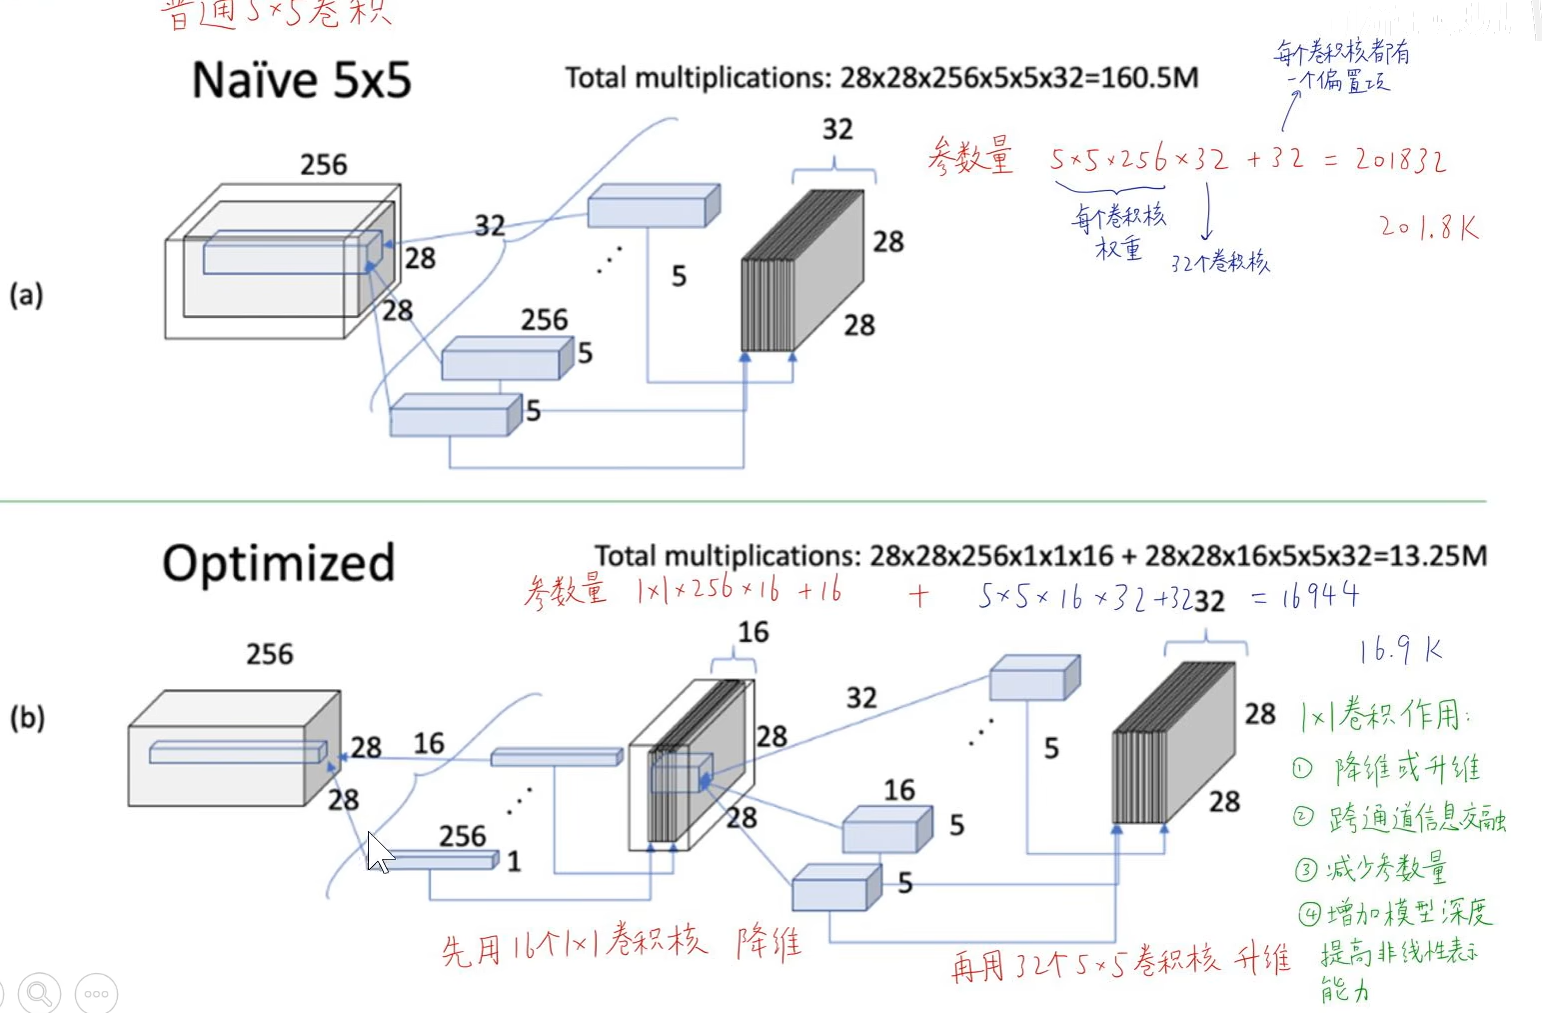 普通5×5卷积
Naïve 5x5
Total multiplications: 28x28x256x5x5x32=160.5M
每个卷积核都有
一个偏置项
参数量 5×5×256×32 + 32 = 201832
每个卷积核
权重
32个卷积核
201.8K
(a)
256
28
28
32
256
5
5
5
32
28
28
Optimized
Total multiplications: 28x28x256x1x1x16 + 28x28x16x5x5x32=13.25M
参数量 1×1×256×16 +16 + 5×5×16×32+32 = 16944
16.9K
(b)
256
28
28
16
256
1
16
28
28
32
16
5
5
5
32
28
28
先用16个1×1卷积核 降维
再用32个5×5卷积核 升维
1×1卷积作用:
① 降维或升维
② 跨通道信息交融
③ 减少参数量
④ 增加模型深度
提高非线性表示
能力